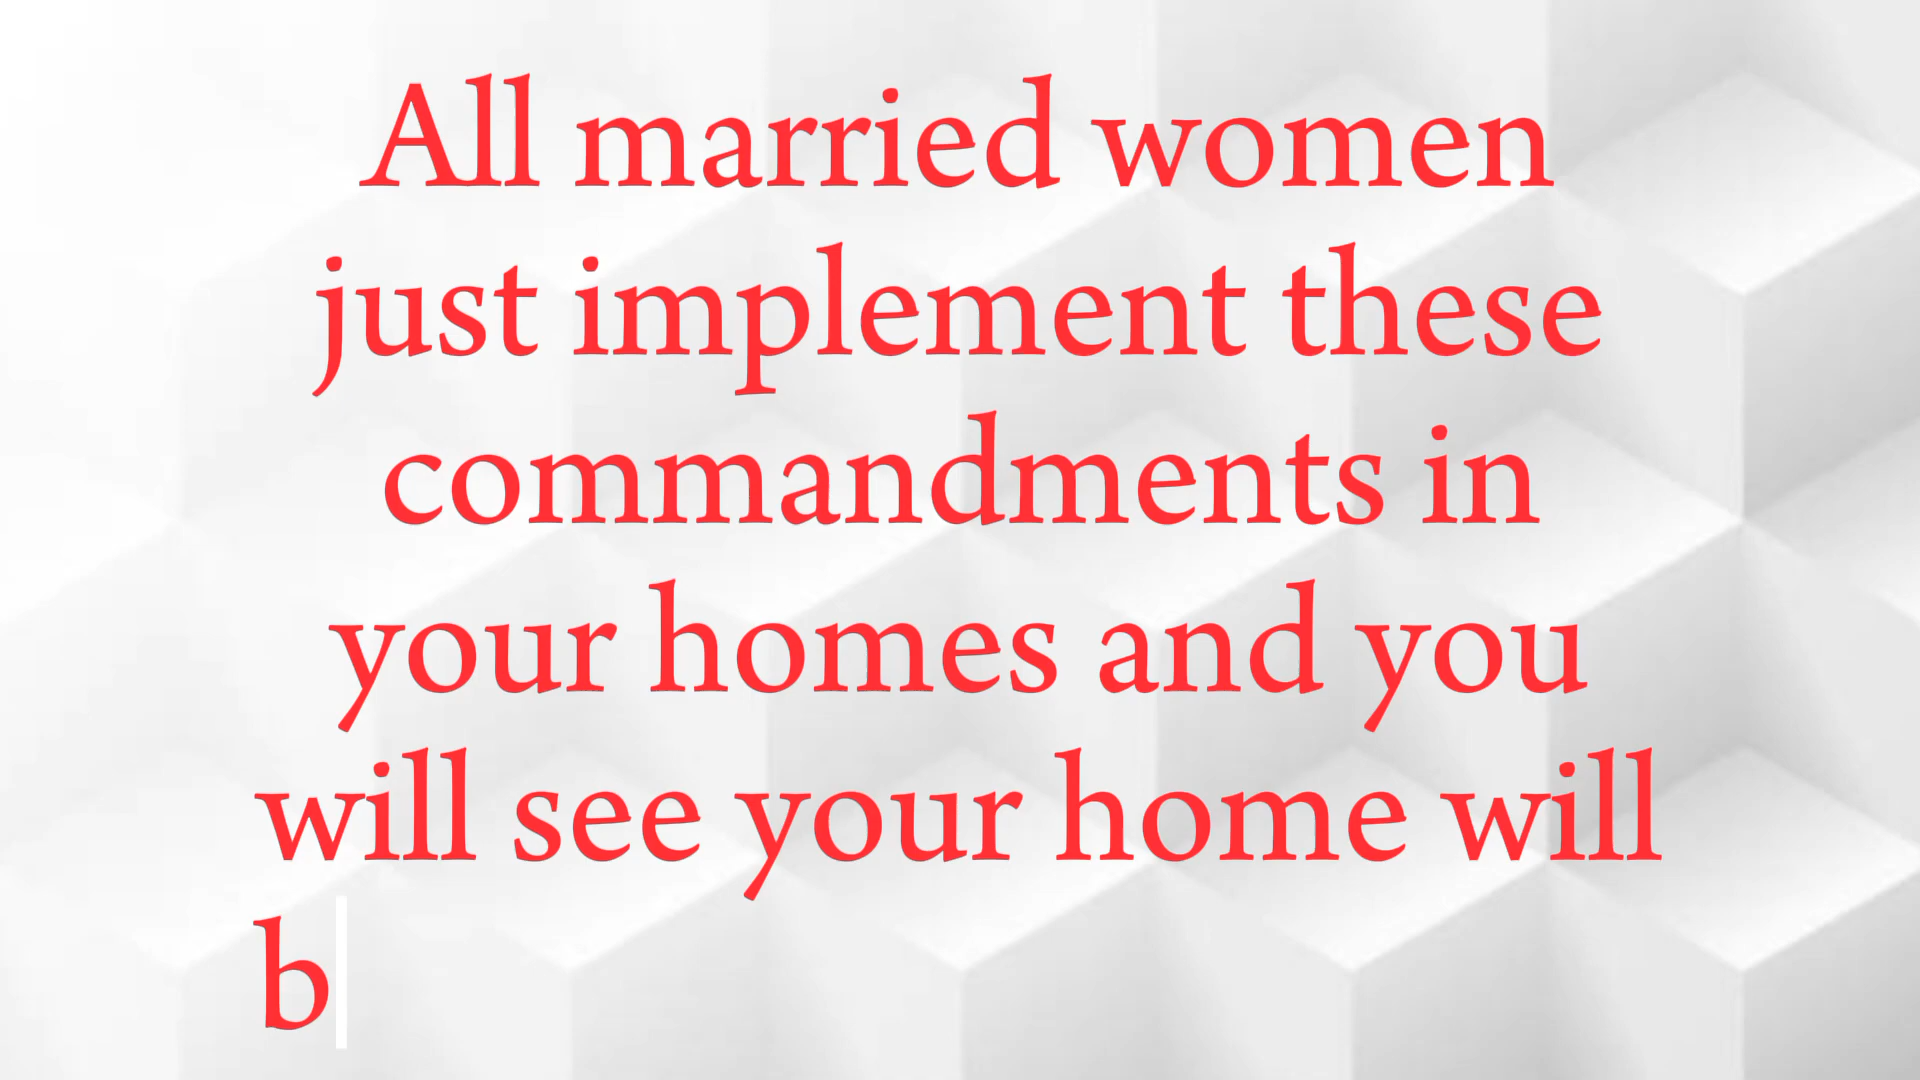 All married women
just implement these
commandments in
your homes and you
will see your home will
b